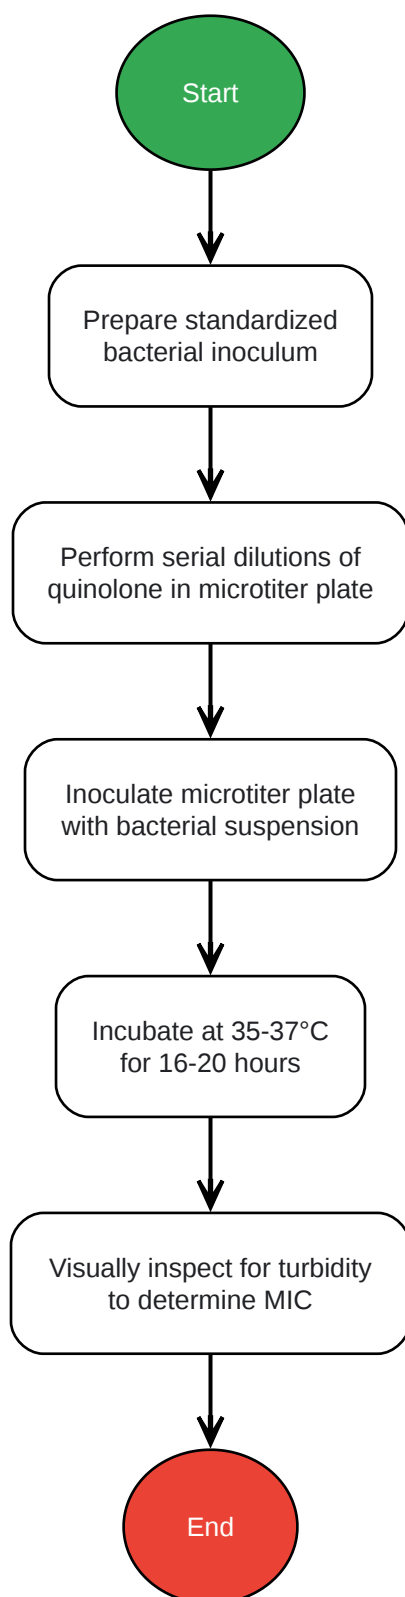 Start
Prepare standardized
bacterial inoculum
Perform serial dilutions of
quinolone in microtiter plate
Inoculate microtiter plate
with bacterial suspension
Incubate at 35-37°C
for 16-20 hours
Visually inspect for turbidity
to determine MIC
End